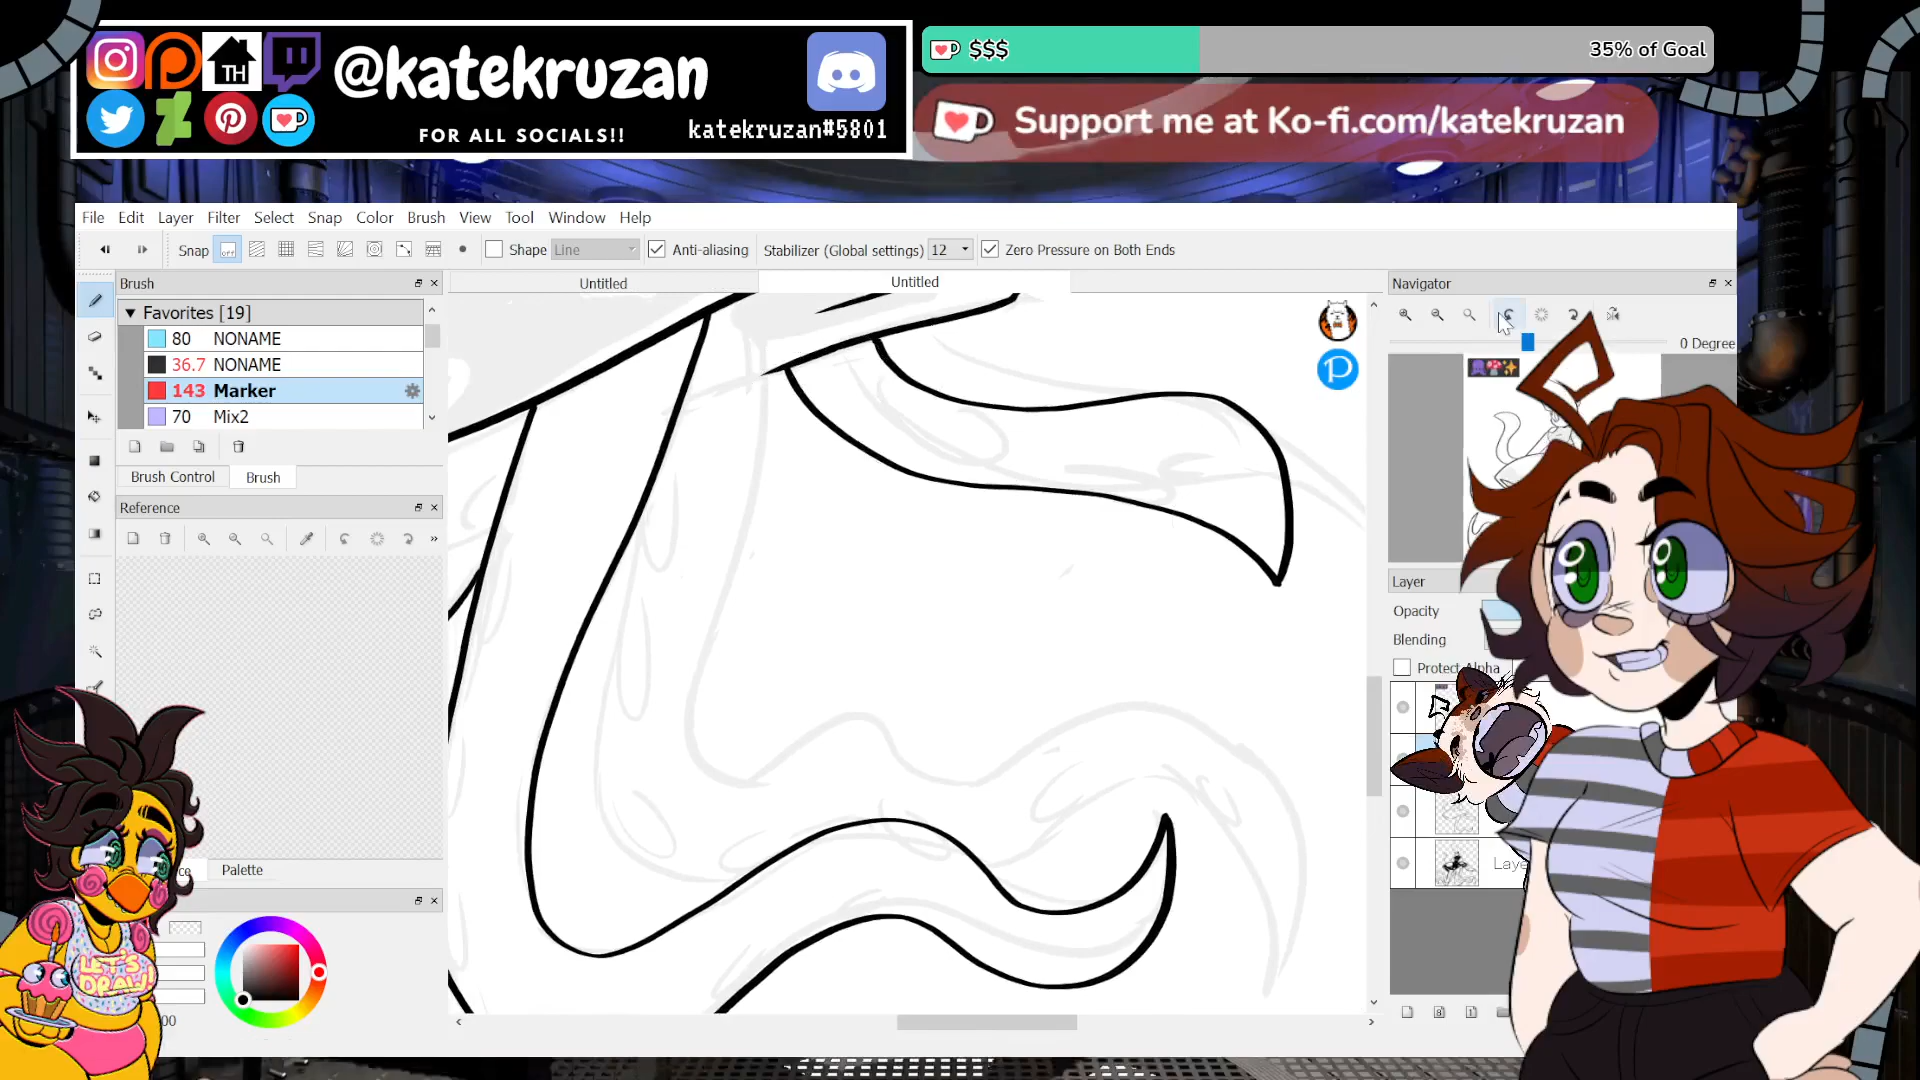 TH
@katekruzan
FOR ALL SOCIALS!!
katekruzan#5801
$$$
35% of Goal
Support me at Ko-fi.com/katekruzan
File Edit Layer Filter Select Snap Color Brush View Tool Window Help
Snap off Shape Line Anti-aliasing Stabilizer (Global settings) 12 Zero Pressure on Both Ends
Brush
Untitled
Untitled
Navigator
Favorites [19]
80 NONAME
36.7 NONAME
143 Marker
70 Mix2
0 Degree
Brush Control Brush
Reference
Layer
Opacity
Blending
Protect Alpha
Palette
LET'S
DRAW!